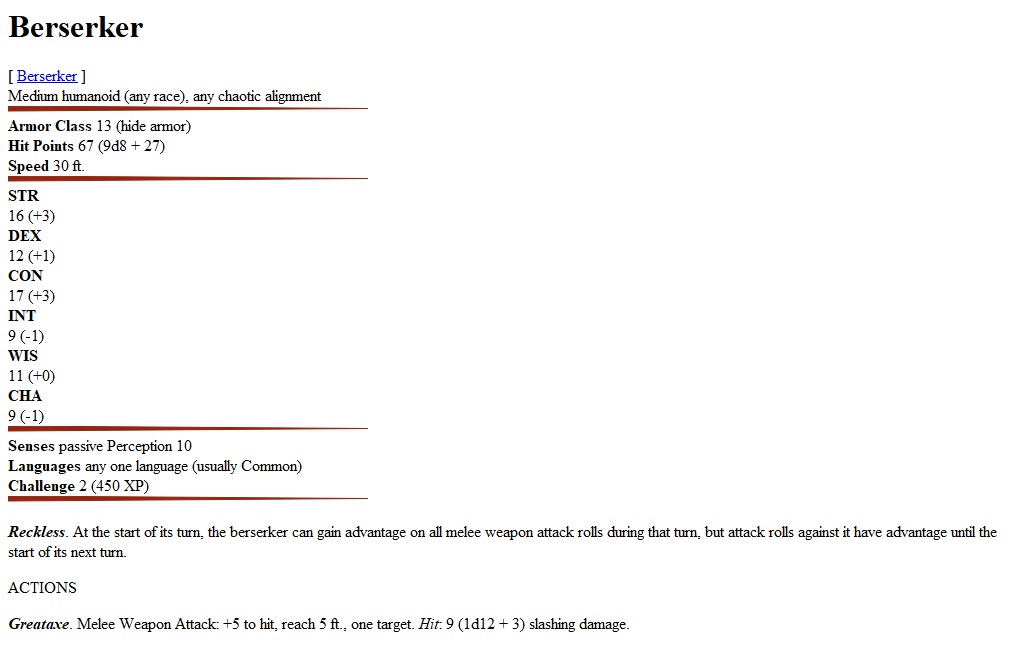 Berserker
[ Berserker ]
Medium humanoid (any race), any chaotic alignment
Armor Class 13 (hide armor)
Hit Points 67 (9d8 + 27)
Speed 30 ft.
STR
16 (+3)
DEX
12 (+1)
CON
17 (+3)
INT
9 (-1)
WIS
11 (+0)
CHA
9 (-1)
Senses passive Perception 10
Languages any one language (usually Common)
Challenge 2 (450 XP)
Reckless. At the start of its turn, the berserker can gain advantage on all melee weapon attack rolls during that turn, but attack rolls against it have advantage until the
start of its next turn.
ACTIONS
Greataxe. Melee Weapon Attack: +5 to hit, reach 5 ft., one target. Hit: 9 (1d12 + 3) slashing damage.